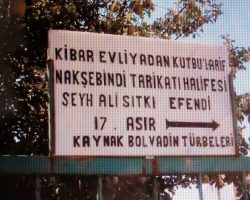 KİBAR EVLİYADAN KUTBU'LARİF
NAKŞEBİNDİ TARİKATI HALİFESİ
ŞEYH ALİ SITKI EFENDİ
17. ASIR
KAYNAK BOLVADİN TÜRBELERİ